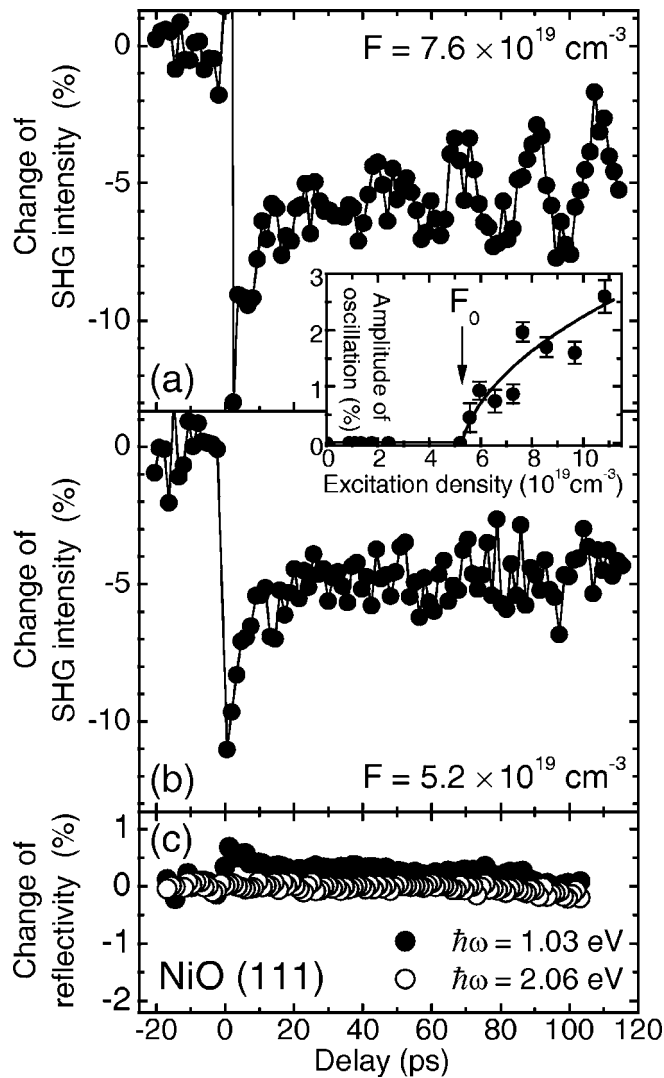 F = 7.6 × 10¹⁹ cm⁻³
Change of
SHG intensity (%)
0
-5
-10
(a)
Amplitude of
oscillation (%)
3
2
1
0
F₀
0 2 4 6 8 10
Excitation density (10¹⁹cm⁻³)
Change of
SHG intensity (%)
0
-5
-10
(b)
F = 5.2 × 10¹⁹ cm⁻³
Change of
reflectivity (%)
1
0
-1
-2
(c)
ħω = 1.03 eV
NiO (111)
ħω = 2.06 eV
-20 0 20 40 60 80 100 120
Delay (ps)